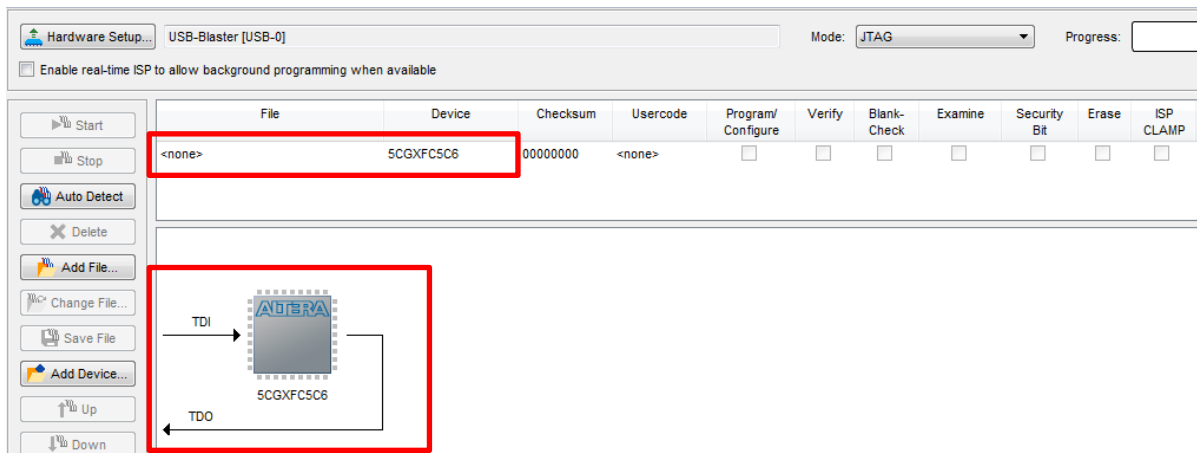 Hardware Setup... USB-Blaster [USB-0] Mode: JTAG Progress:
Enable real-time ISP to allow background programming when available
Start
Stop
Auto Detect
Delete
Add File...
Change File...
Save File
Add Device...
Up
Down
File Device Checksum Usercode Program/ Configure Verify Blank- Check Examine Security Bit Erase ISP CLAMP
<none> 5CGXFC5C6 00000000 <none>
TDI
ALTERA
5CGXFC5C6
TDO